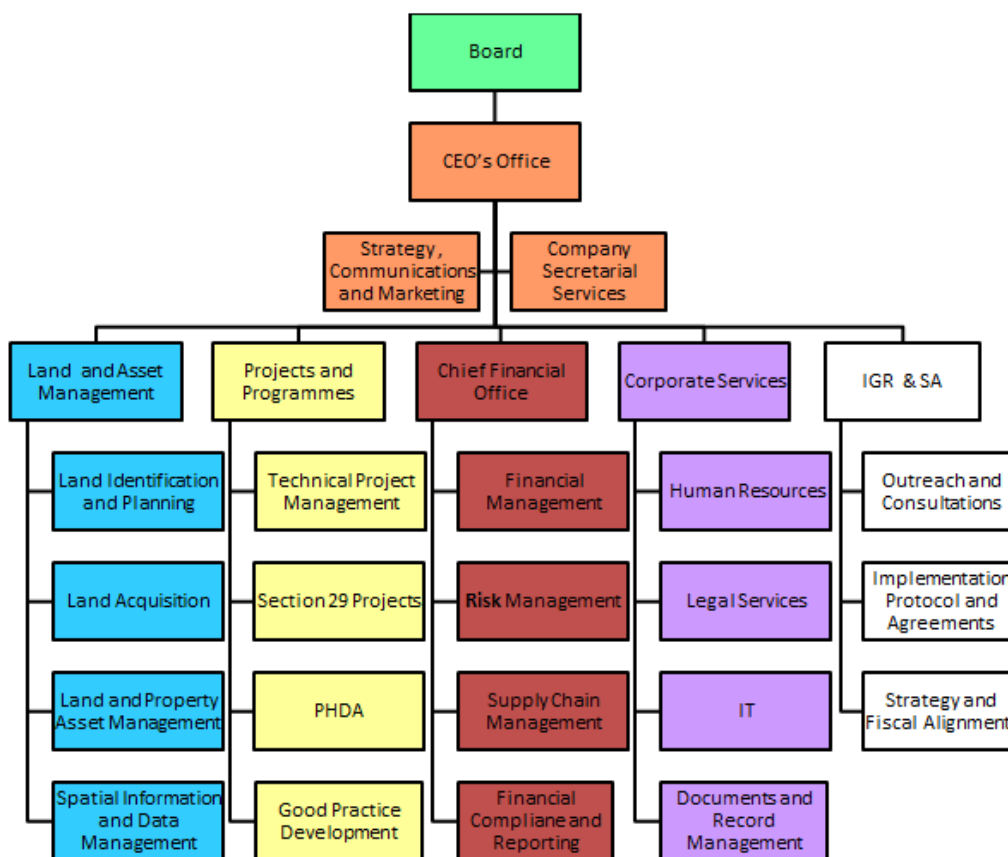 Board
CEO's Office
Strategy,
Communications
and Marketing
Company
Secretarial
Services
Land and Asset
Management
Projects and
Programmes
Chief Financial
Office
Corporate Services
IGR & SA
Land Identification
and Planning
Technical Project
Management
Financial
Management
Human Resources
Outreach and
Consultations
Land Acquisition
Section 29 Projects
Risk Management
Legal Services
Implementation
Protocol and
Agreements
Land and Property
Asset Management
PHDA
Supply Chain
Management
IT
Strategy and
Fiscal Alignment
Spatial Information
and Data
Management
Good Practice
Development
Financial
Compliane and
Reporting
Documents and
Record
Management